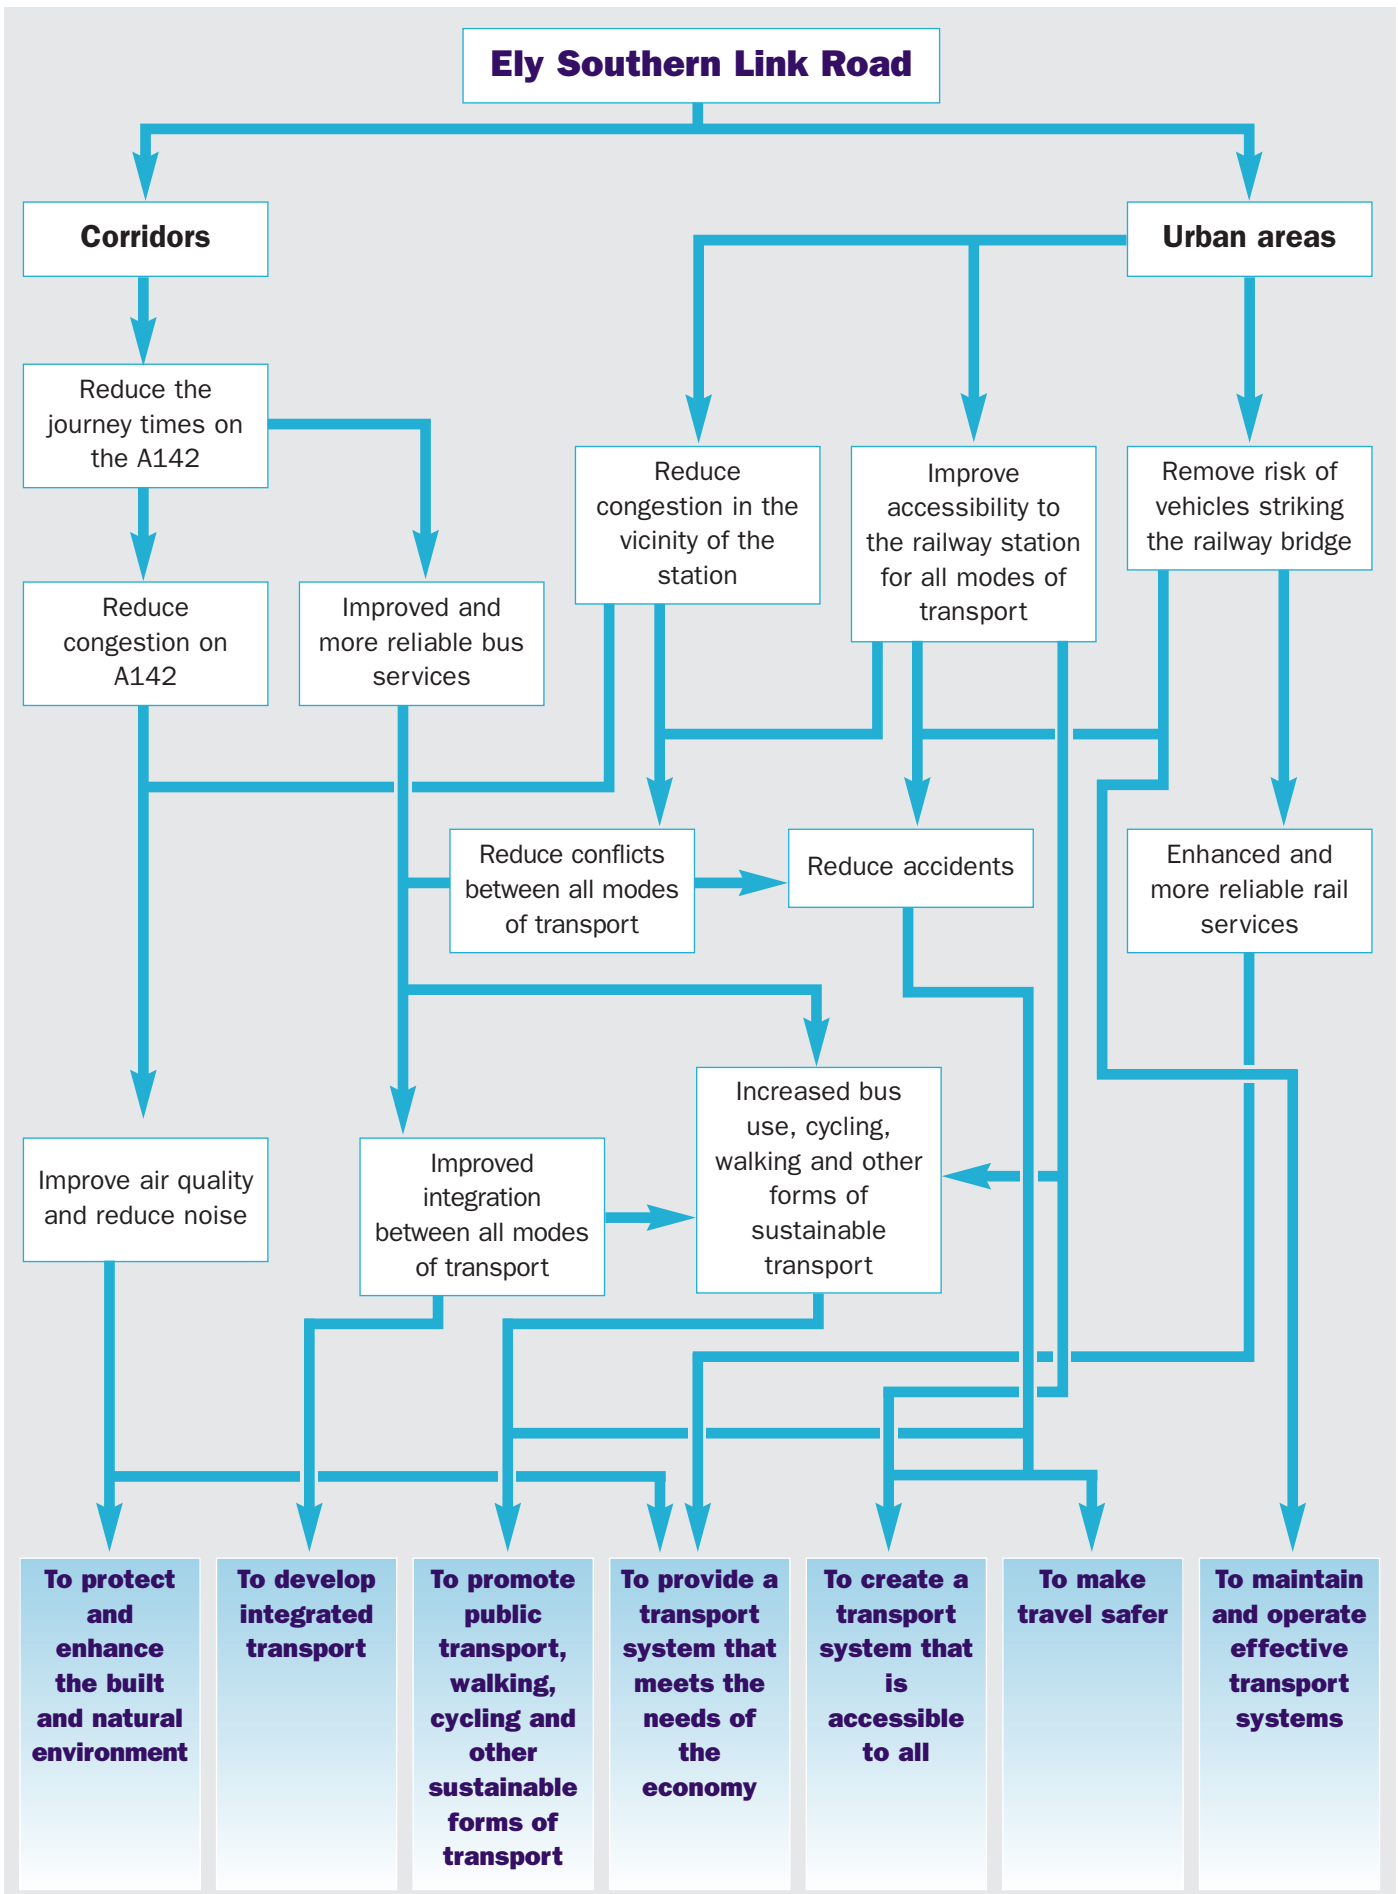 Ely Southern Link Road
Corridors
Urban areas
Reduce the
journey times on
the A142
Reduce
congestion in the
vicinity of the
station
Improve
accessibility to
the railway station
for all modes of
transport
Remove risk of
vehicles striking
the railway bridge
Reduce
congestion on
A142
Improved and
more reliable bus
services
Reduce conflicts
between all modes
of transport
Reduce accidents
Enhanced and
more reliable rail
services
Improve air quality
and reduce noise
Improved
integration
between all modes
of transport
Increased bus
use, cycling,
walking and other
forms of
sustainable
transport
To protect
and
enhance
the built
and natural
environment
To develop
integrated
transport
To promote
public
transport,
walking,
cycling and
other
sustainable
forms of
transport
To provide a
transport
system that
meets the
needs of
the
economy
To create a
transport
system that
is
accessible
to all
To make
travel safer
To maintain
and operate
effective
transport
systems